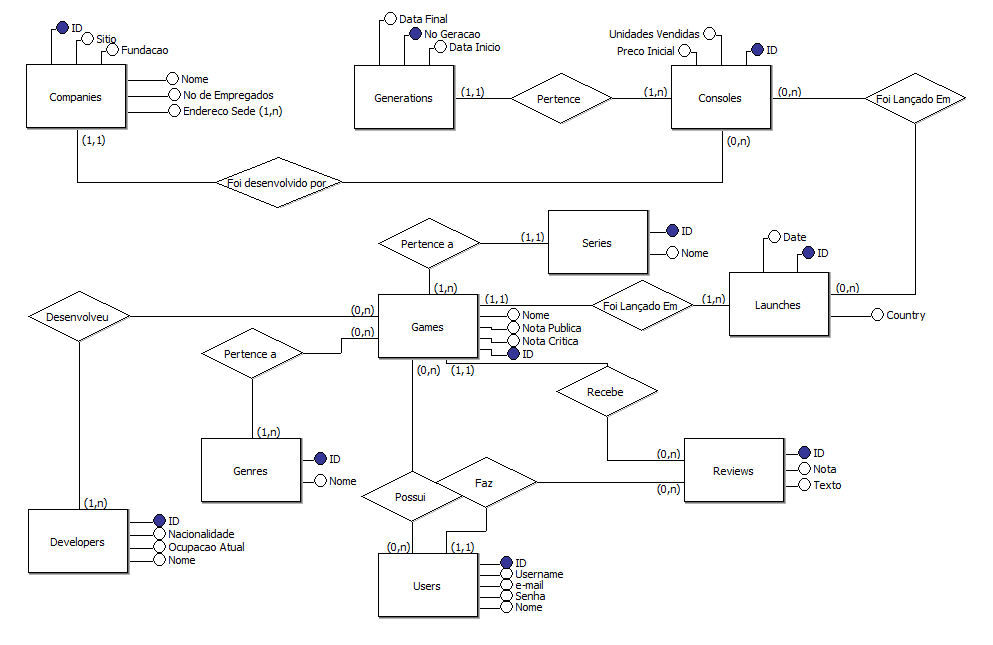 ID
Sitio
Fundacao
Companies
Nome
No de Empregados
Endereco Sede (1,n)
(1,1)
Data Final
No Geracao
Data Inicio
Generations
(1,1)
Pertence
(1,n)
Unidades Vendidas
Preco Inicial
ID
Consoles
(0,n)
(0,n)
Foi Lançado Em
Foi desenvolvido por
Pertence a
(1,1)
Series
ID
Nome
(1,n)
Date
ID
Launches
(0,n)
Country
Desenvolveu
(0,n)
(0,n)
Games
(1,1)
Foi Lançado Em
(1,n)
Nome
Nota Publica
Nota Critica
ID
Pertence a
(0,n)
(1,1)
Recebe
(1,n)
Genres
ID
Nome
(0,n)
(0,n)
Reviews
ID
Nota
Texto
Possui
Faz
(1,n)
Developers
ID
Nacionalidade
Ocupacao Atual
Nome
(0,n)
(1,1)
Users
ID
Username
e-mail
Senha
Nome